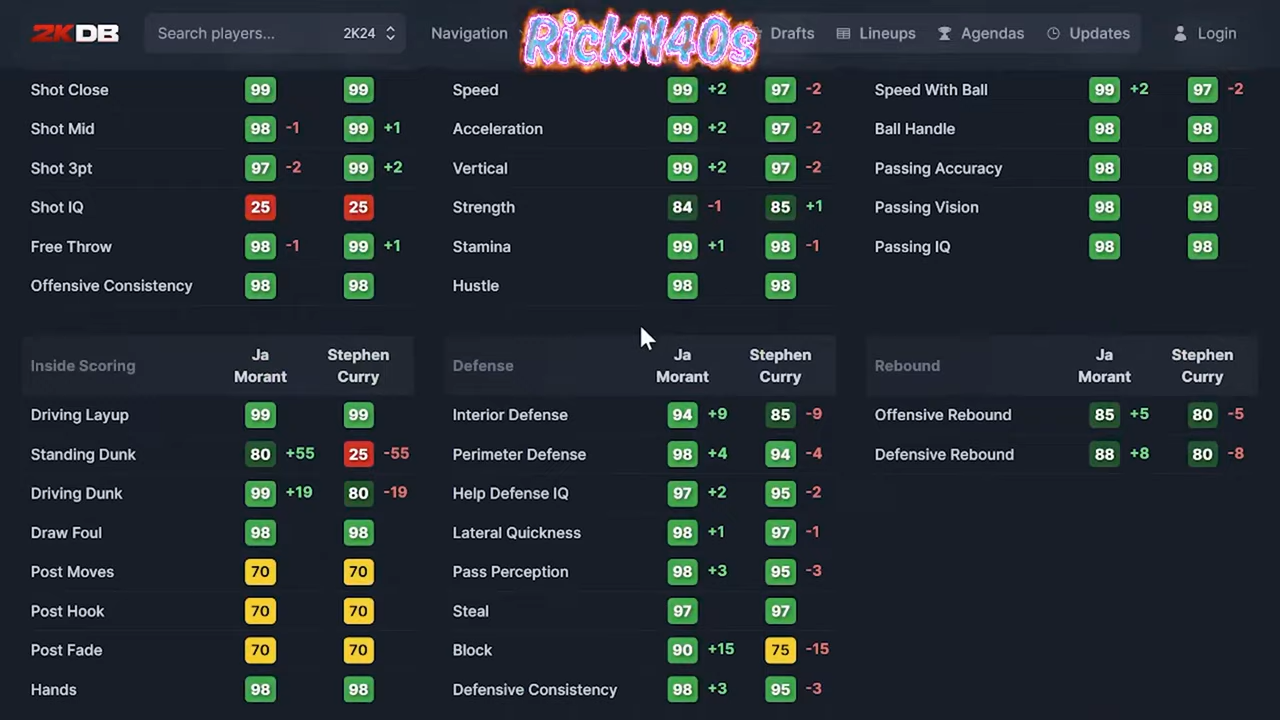 2KDB Search players... 2K24 Navigation RickN40s Drafts Lineups Agendas Updates Login
Shot Close 99 99
Shot Mid 98 -1 99 +1
Shot 3pt 97 -2 99 +2
Shot IQ 25 25
Free Throw 98 -1 99 +1
Offensive Consistency 98 98
Speed 99 +2 97 -2
Acceleration 99 +2 97 -2
Vertical 99 +2 97 -2
Strength 84 -1 85 +1
Stamina 99 +1 98 -1
Hustle 98 98
Speed With Ball 99 +2 97 -2
Ball Handle 98 98
Passing Accuracy 98 98
Passing Vision 98 98
Passing IQ 98 98
Inside Scoring Ja Morant Stephen Curry
Driving Layup 99 99
Standing Dunk 80 +55 25 -55
Driving Dunk 99 +19 80 -19
Draw Foul 98 98
Post Moves 70 70
Post Hook 70 70
Post Fade 70 70
Hands 98 98
Defense Ja Morant Stephen Curry
Interior Defense 94 +9 85 -9
Perimeter Defense 98 +4 94 -4
Help Defense IQ 97 +2 95 -2
Lateral Quickness 98 +1 97 -1
Pass Perception 98 +3 95 -3
Steal 97 97
Block 90 +15 75 -15
Defensive Consistency 98 +3 95 -3
Rebound Ja Morant Stephen Curry
Offensive Rebound 85 +5 80 -5
Defensive Rebound 88 +8 80 -8